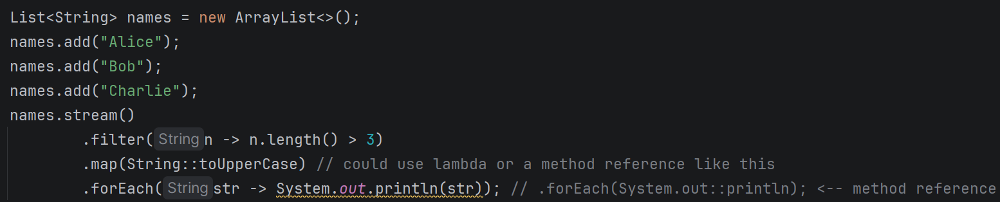 List<String> names = new ArrayList<>();
names.add("Alice");
names.add("Bob");
names.add("Charlie");
names.stream()
.filter( String n -> n.length() > 3)
.map(String::toUpperCase) // could use lambda or a method reference like this
.forEach( String str -> System.out.println(str)); // .forEach(System.out::println); <-- method reference